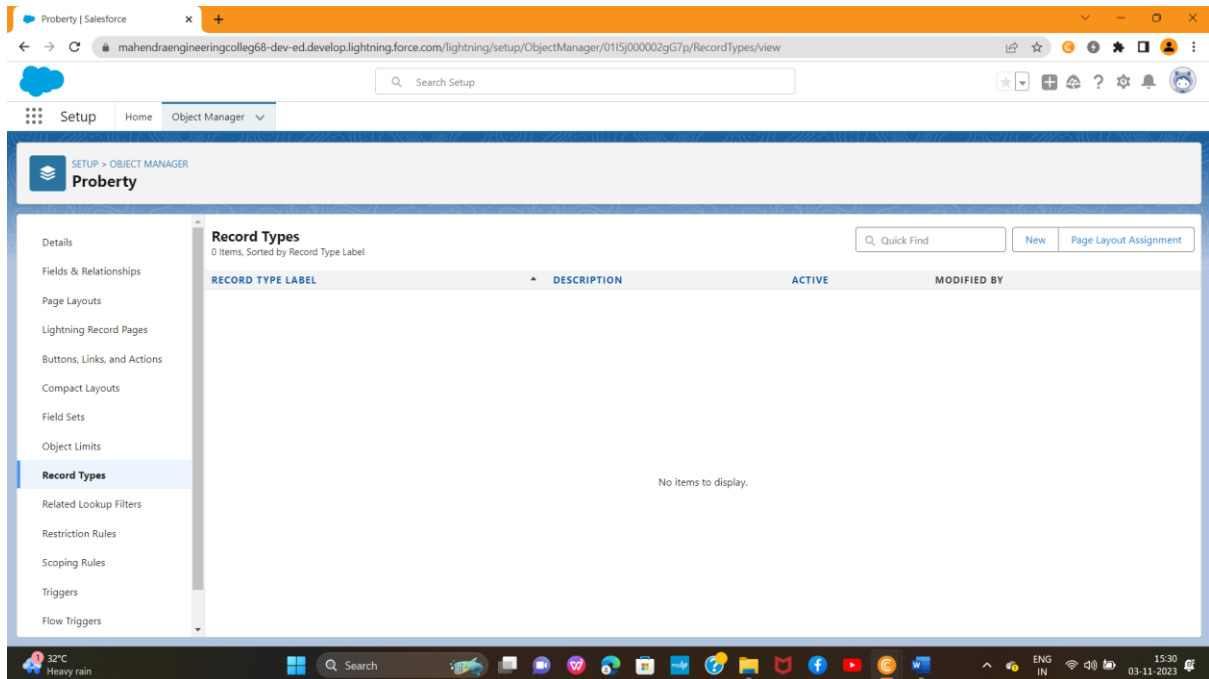 Proberty | Salesforce
mahendraengineeringcolleg68-dev-ed.develop.lightning.force.com/lightning/setup/ObjectManager/01I5j000002gG7p/RecordTypes/view
Search Setup
Setup
Home
Object Manager
SETUP > OBJECT MANAGER
Proberty
Details
Fields & Relationships
Page Layouts
Lightning Record Pages
Buttons, Links, and Actions
Compact Layouts
Field Sets
Object Limits
Record Types
Related Lookup Filters
Restriction Rules
Scoping Rules
Triggers
Flow Triggers
Record Types
0 Items, Sorted by Record Type Label
Quick Find
New
Page Layout Assignment
RECORD TYPE LABEL DESCRIPTION ACTIVE MODIFIED BY
No items to display.
1
32°C
Heavy rain
Search
ENG
IN
15:30
03-11-2023